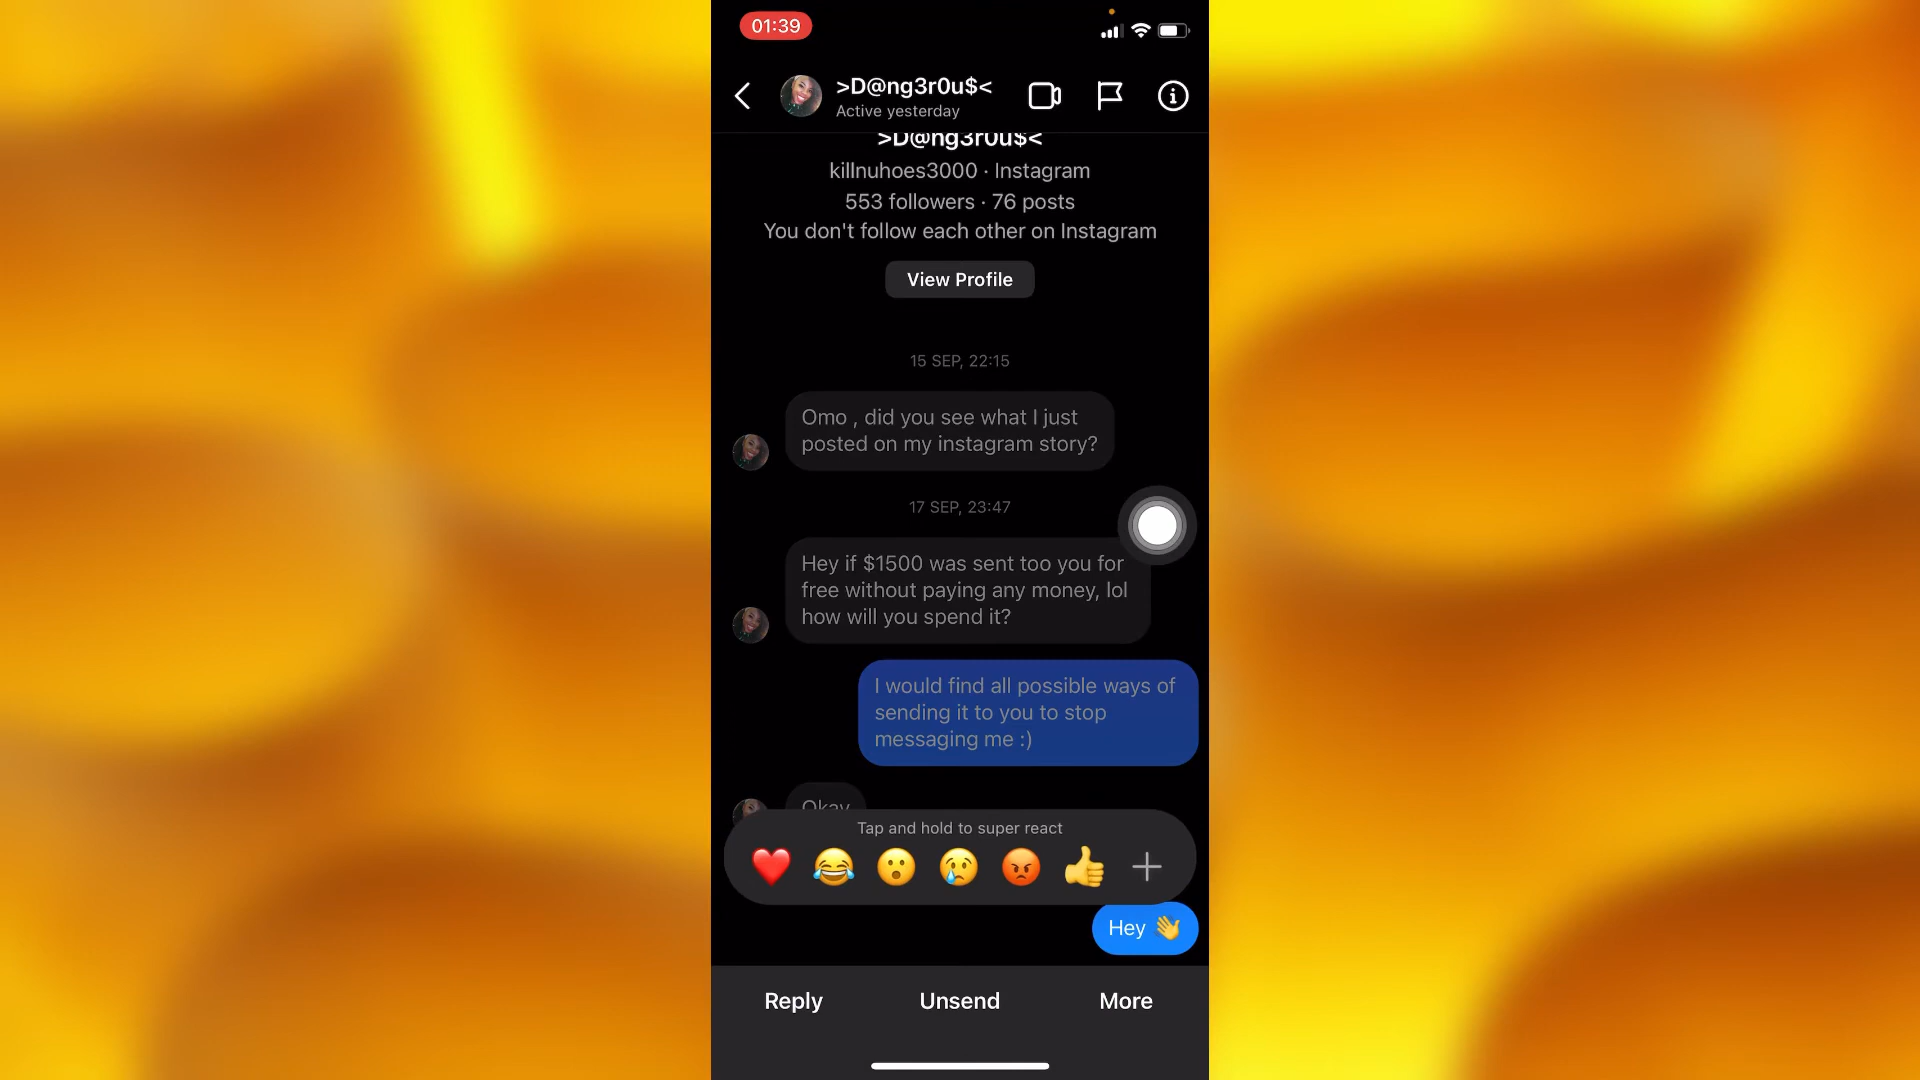 01:39
>D@ng3r0u$<
Active yesterday
>D@ng3r0u$<
killnuhoes3000 · Instagram
553 followers · 76 posts
You don't follow each other on Instagram
View Profile
15 SEP, 22:15
Omo , did you see what I just
posted on my instagram story?
17 SEP, 23:47
Hey if $1500 was sent too you for
free without paying any money, lol
how will you spend it?
I would find all possible ways of
sending it to you to stop
messaging me :)
Okay
Tap and hold to super react
Hey 👋
Reply
Unsend
More